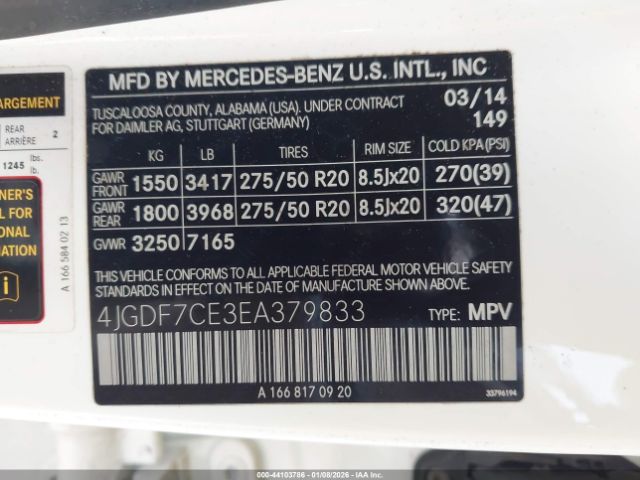 ARGEMENT
REAR
ARRIÈRE 2
1245 lbs.
lb.
NER'S
L FOR
ONAL
MATION
i
A 166 584 02 13
MFD BY MERCEDES-BENZ U.S. INTL., INC
TUSCALOOSA COUNTY, ALABAMA (USA). UNDER CONTRACT
FOR DAIMLER AG, STUTTGART (GERMANY)
03/14
149
KG LB TIRES RIM SIZE COLD KPA(PSI)
GAWR FRONT 1550 3417 275/50 R20 8.5Jx20 270(39)
GAWR REAR 1800 3968 275/50 R20 8.5Jx20 320(47)
GVWR 3250 7165
THIS VEHICLE CONFORMS TO ALL APPLICABLE FEDERAL MOTOR VEHICLE SAFETY
STANDARDS IN EFFECT ON THE DATE OF MANUFACTURE SHOWN ABOVE.
4JGDF7CE3EA379833 TYPE: MPV
A 166 817 09 20
33796194
000-44103786 - 01/08/2026 - IAAI.COM